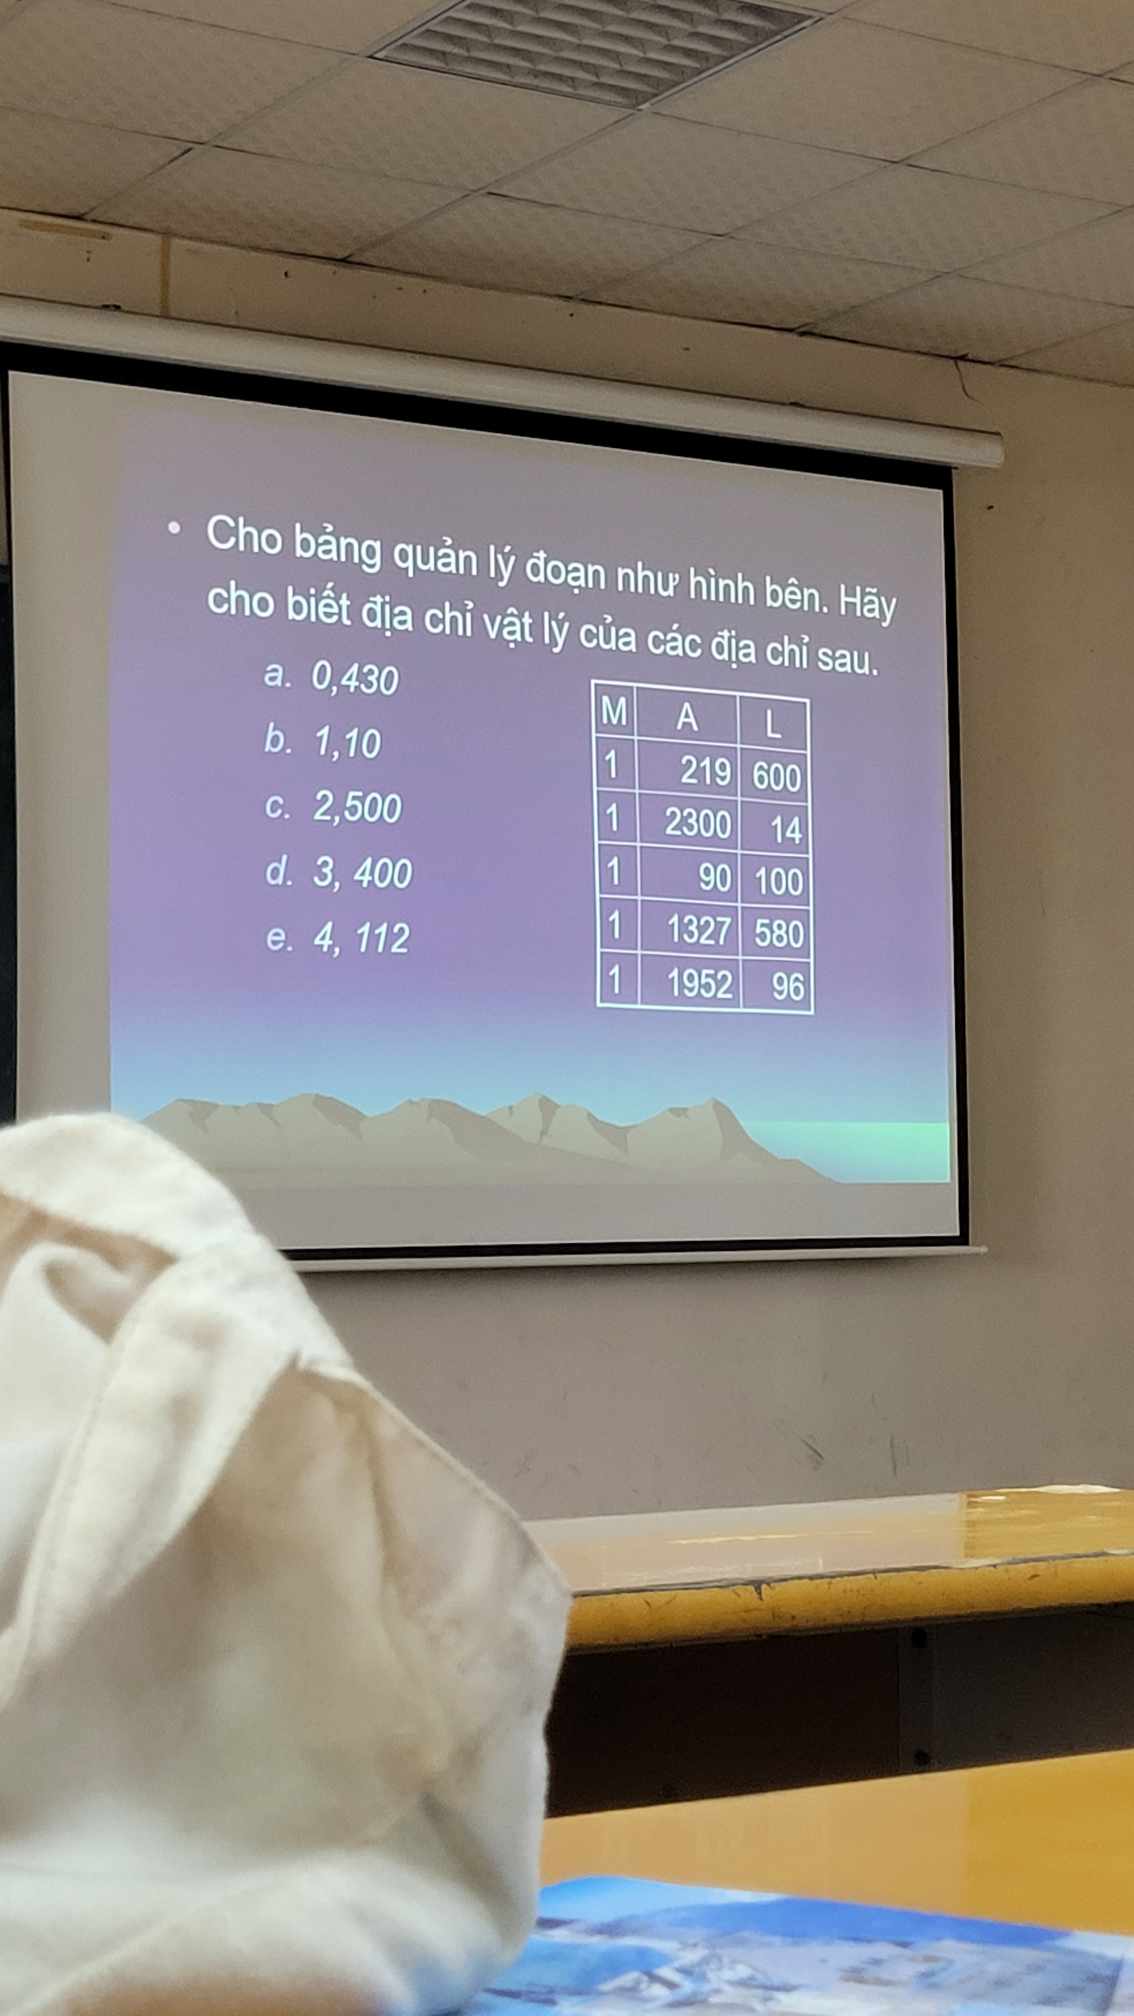 • Cho bảng quản lý đoạn như hình bên. Hãy
cho biết địa chỉ vật lý của các địa chỉ sau.
a. 0,430
b. 1,10
c. 2,500
d. 3, 400
e. 4, 112
M A L
1 219 600
1 2300 14
1 90 100
1 1327 580
1 1952 96